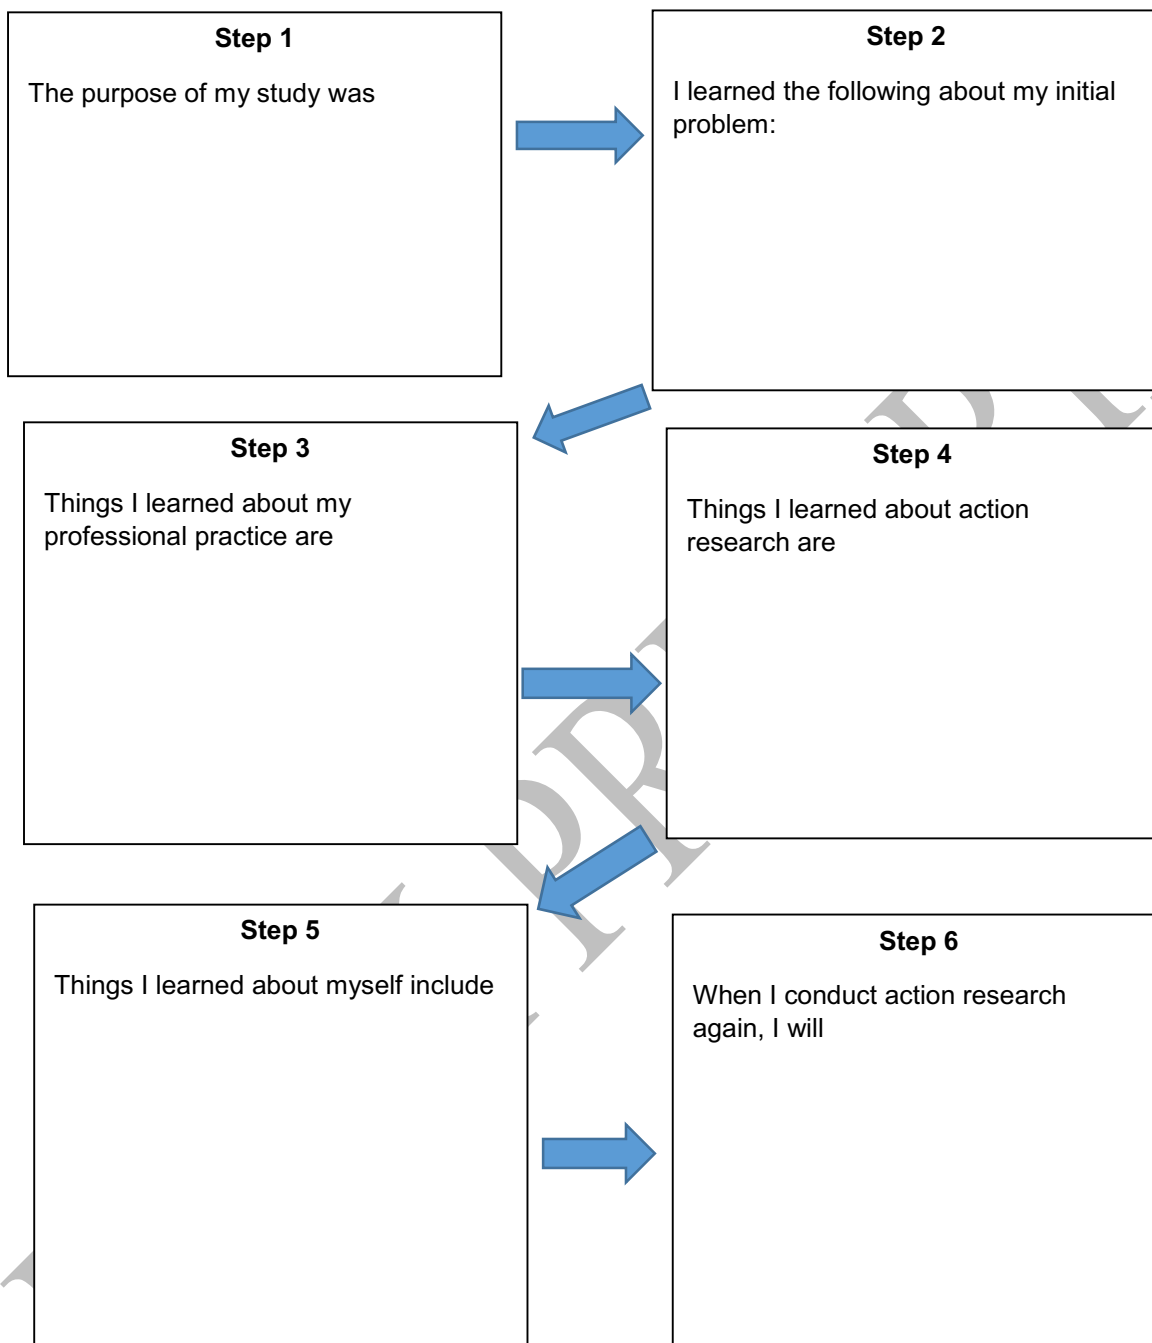 Step 1
The purpose of my study was
Step 2
I learned the following about my initial
problem:
Step 3
Things I learned about my
professional practice are
Step 4
Things I learned about action
research are
Step 5
Things I learned about myself include
Step 6
When I conduct action research
again, I will